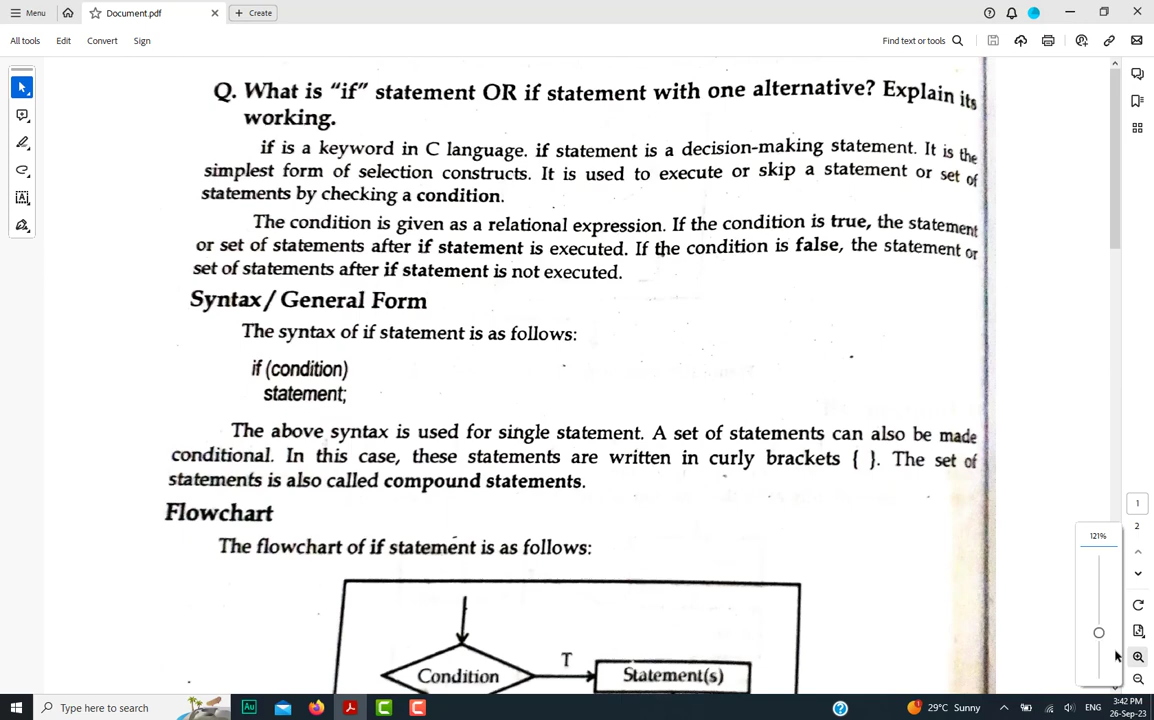 Menu
Document.pdf
Create
All tools Edit Convert Sign
Find text or tools
Q. What is "if" statement OR if statement with one alternative? Explain its
working.
if is a keyword in C language. if statement is a decision-making statement. It is the
simplest form of selection constructs. It is used to execute or skip a statement or set of
statements by checking a condition.
The condition is given as a relational expression. If the condition is true, the statement
or set of statements after if statement is executed. If the condition is false, the statement or
set of statements after if statement is not executed.
Syntax / General Form
The syntax of if statement is as follows:
if (condition)
statement;
The above syntax is used for single statement. A set of statements can also be made
conditional. In this case, these statements are written in curly brackets { }. The set of
statements is also called compound statements.
Flowchart
The flowchart of if statement is as follows:
T
Condition
Statement(s)
1
2
121%
Type here to search
Au
29°C Sunny
ENG
3:42 PM
26-Sep-23